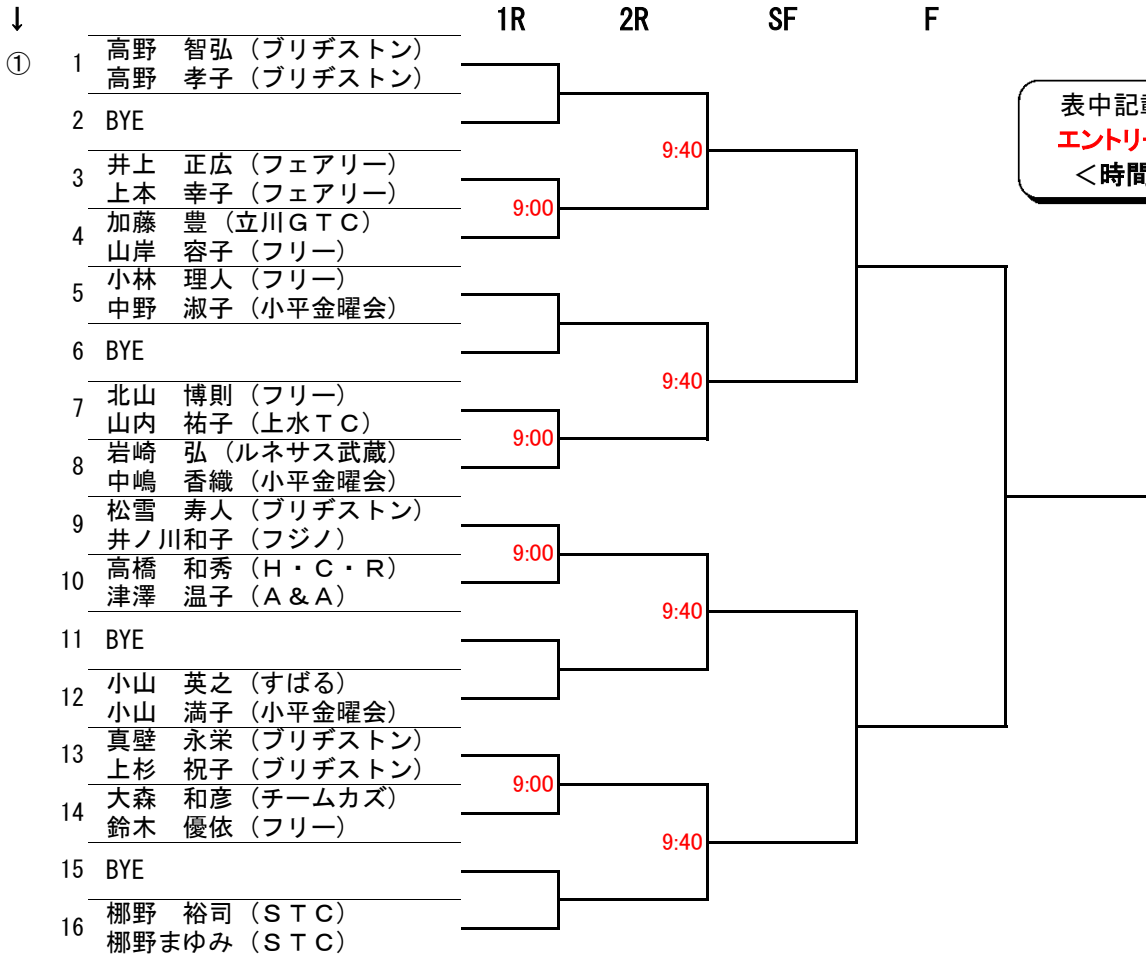 ↓ 1R 2R SF F
① 1 高野　智弘（ブリヂストン）
高野　孝子（ブリヂストン）
2 BYE
3 井上　正広（フェアリー）
上本　幸子（フェアリー）
9:00
4 加藤　豊（立川ＧＴＣ）
山岸　容子（フリー）
9:40
5 小林　理人（フリー）
中野　淑子（小平金曜会）
6 BYE
7 北山　博則（フリー）
山内　祐子（上水ＴＣ）
9:00
8 岩崎　弘（ルネサス武蔵）
中嶋　香織（小平金曜会）
9:40
9 松雪　寿人（ブリヂストン）
井ノ川和子（フジノ）
9:00
10 高橋　和秀（Ｈ・Ｃ・Ｒ）
津澤　温子（Ａ＆Ａ）
9:40
11 BYE
12 小山　英之（すばる）
小山　満子（小平金曜会）
13 真壁　永栄（ブリヂストン）
上杉　祝子（ブリヂストン）
9:00
14 大森　和彦（チームカズ）
鈴木　優依（フリー）
9:40
15 BYE
16 梛野　裕司（ＳＴＣ）
梛野まゆみ（ＳＴＣ）
表中記
エントリ
＜時間